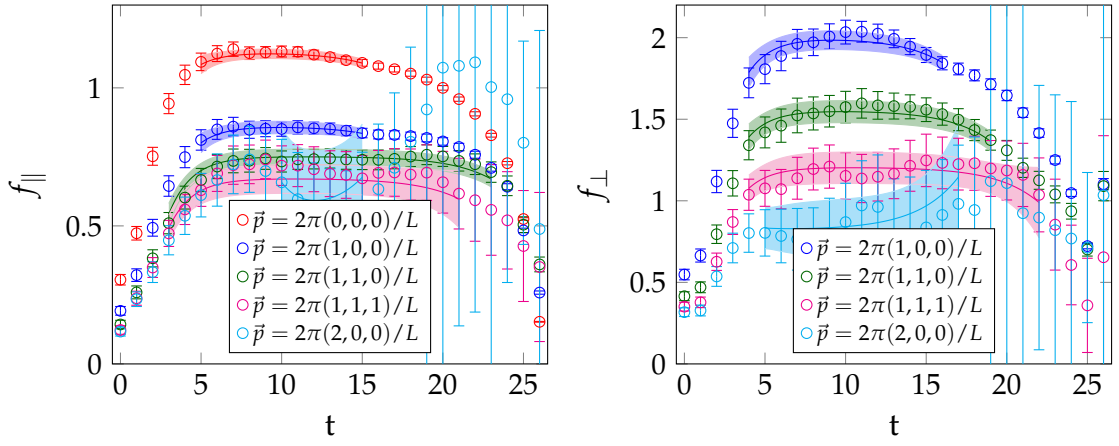 f∥
1
0.5
0
p⃗ = 2π(0,0,0)/L
p⃗ = 2π(1,0,0)/L
p⃗ = 2π(1,1,0)/L
p⃗ = 2π(1,1,1)/L
p⃗ = 2π(2,0,0)/L
0 5 10 15 20 25
t
f⊥
2
1.5
1
0.5
0
p⃗ = 2π(1,0,0)/L
p⃗ = 2π(1,1,0)/L
p⃗ = 2π(1,1,1)/L
p⃗ = 2π(2,0,0)/L
0 5 10 15 20 25
t